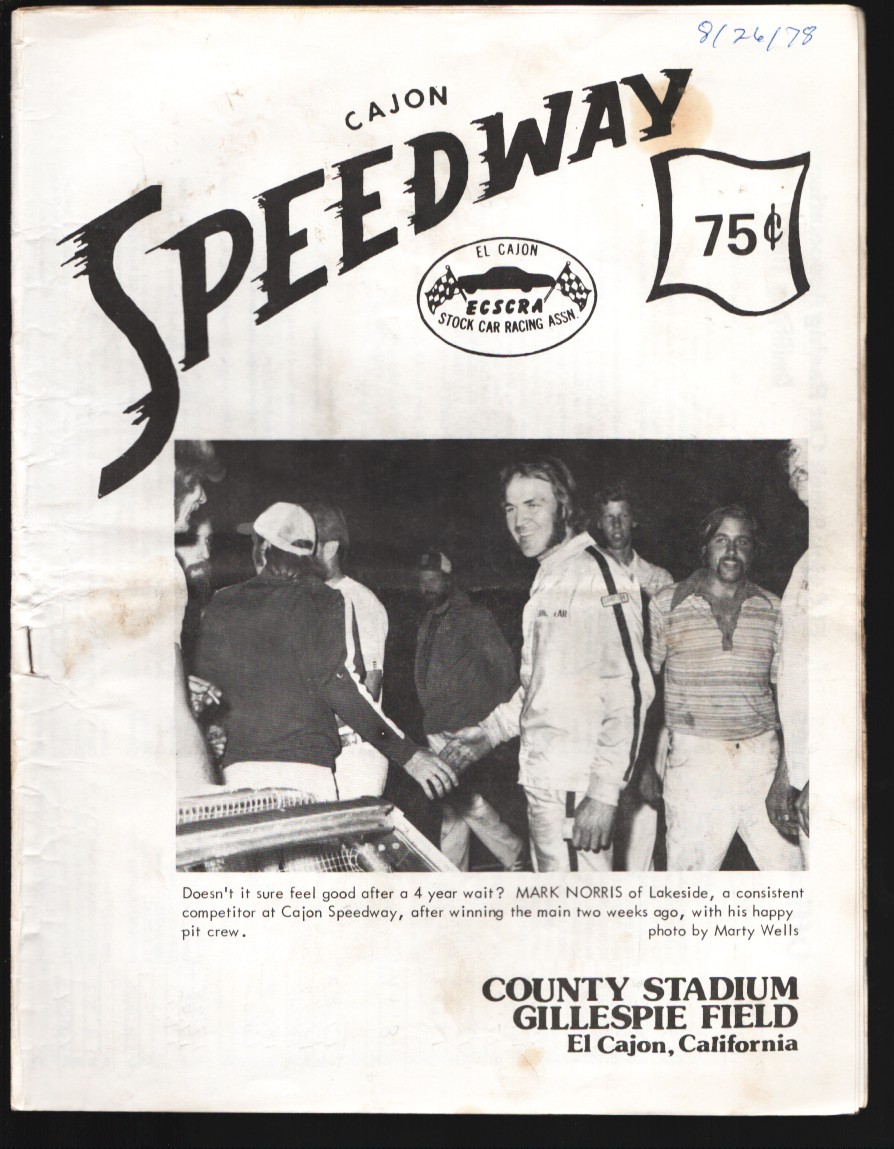 8/26/78
CAJON
SPEEDWAY
75¢
EL CAJON
ECSCRA
STOCK CAR RACING ASSN.
Doesn't it sure feel good after a 4 year wait? MARK NORRIS of Lakeside, a consistent
competitor at Cajon Speedway, after winning the main two weeks ago, with his happy
pit crew. photo by Marty Wells
COUNTY STADIUM
GILLESPIE FIELD
El Cajon, California